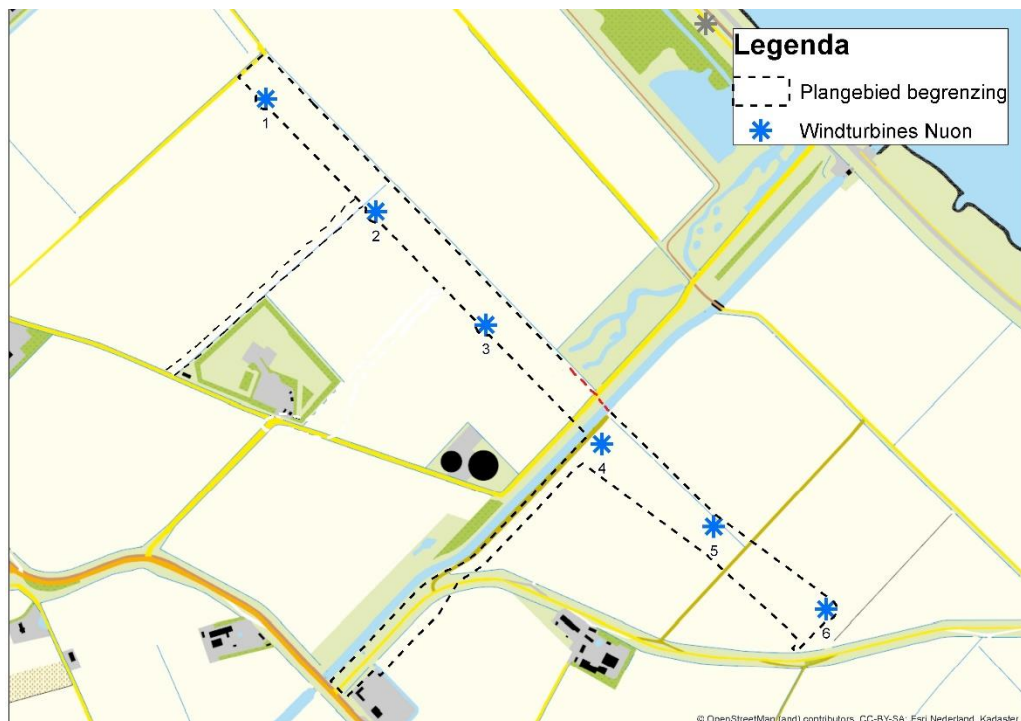 Legenda
Plangebied begrenzing
Windturbines Nuon
1
2
3
4
5
6
© OpenStreetMap (and) contributors, CC-BY-SA; Esri Nederland, Kadaster